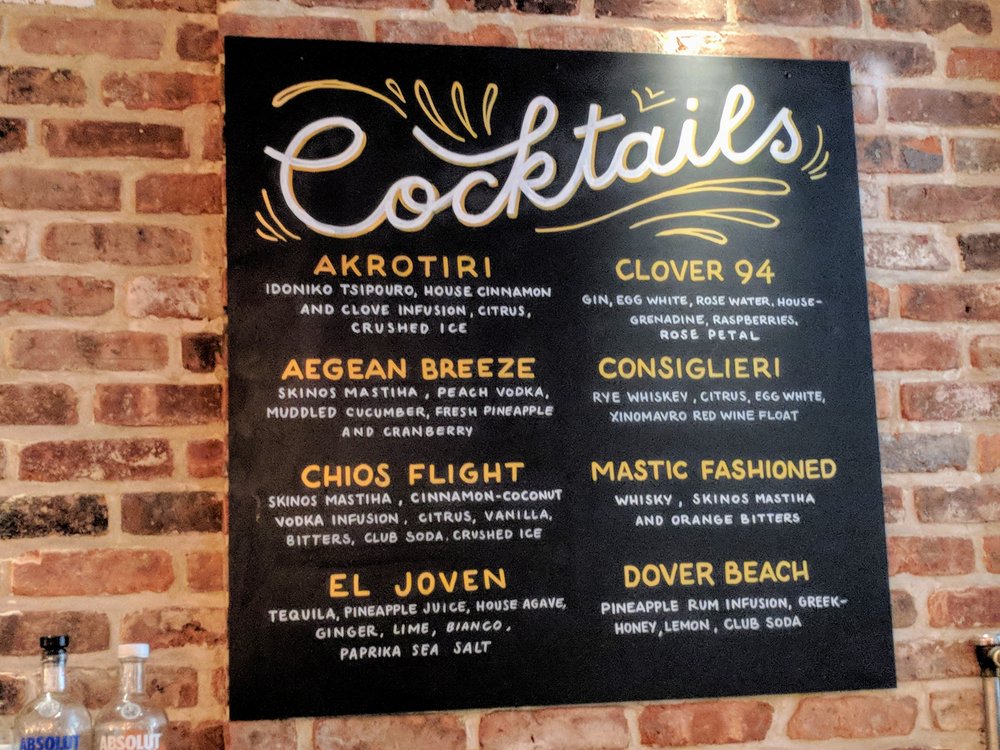 Cocktails
AKROTIRI
IDONIKO TSIPOURO, HOUSE CINNAMON
AND CLOVE INFUSION, CITRUS,
CRUSHED ICE
AEGEAN BREEZE
SKINOS MASTIHA, PEACH VODKA,
MUDDLED CUCUMBER, FRESH PINEAPPLE
AND CRANBERRY
CHIOS FLIGHT
SKINOS MASTIHA, CINNAMON-COCONUT
VODKA INFUSION, CITRUS, VANILLA,
BITTERS, CLUB SODA, CRUSHED ICE
EL JOVEN
TEQUILA, PINEAPPLE JUICE, HOUSE AGAVE,
GINGER, LIME, BIANCO,
PAPRIKA SEA SALT
CLOVER 94
GIN, EGG WHITE, ROSE WATER, HOUSE-
GRENADINE, RASPBERRIES,
ROSE PETAL
CONSIGLIERI
RYE WHISKEY, CITRUS, EGG WHITE,
XINOMAVRO RED WINE FLOAT
MASTIC FASHIONED
WHISKY, SKINOS MASTIHA
AND ORANGE BITTERS
DOVER BEACH
PINEAPPLE RUM INFUSION, GREEK-
HONEY, LEMON, CLUB SODA
ABSOLUT
ABSOLUT